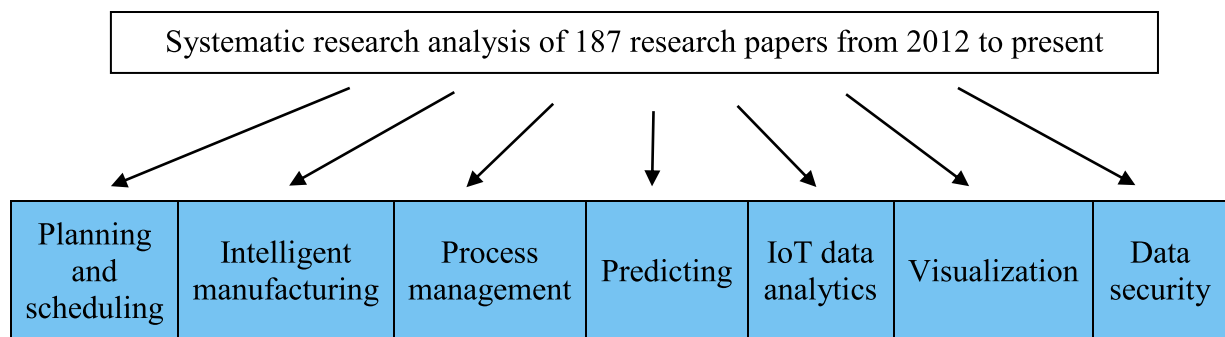 Systematic research analysis of 187 research papers from 2012 to present
Planning
and
scheduling
Intelligent
manufacturing
Process
management
Predicting
IoT data
analytics
Visualization
Data
security